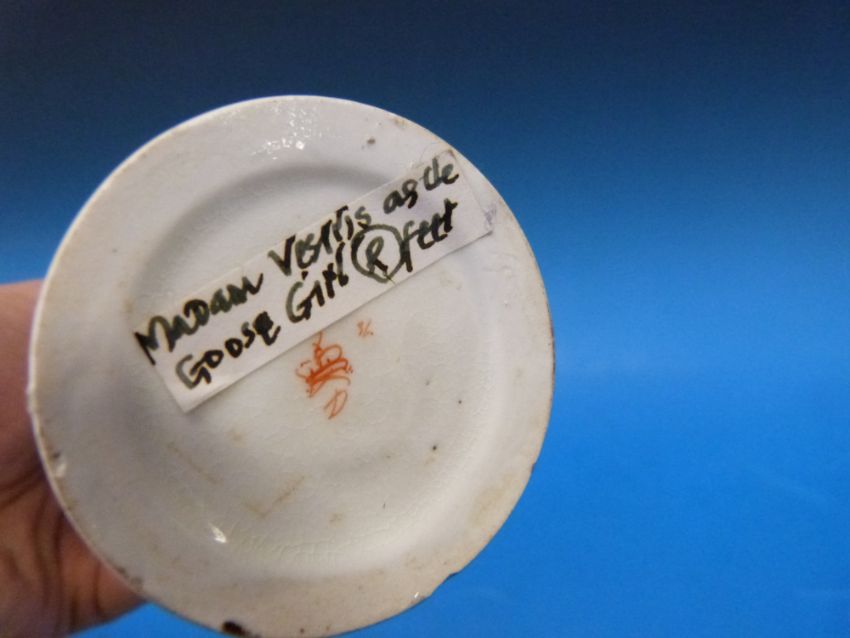 Madam Vestris as the
Goose Girl R feet
D